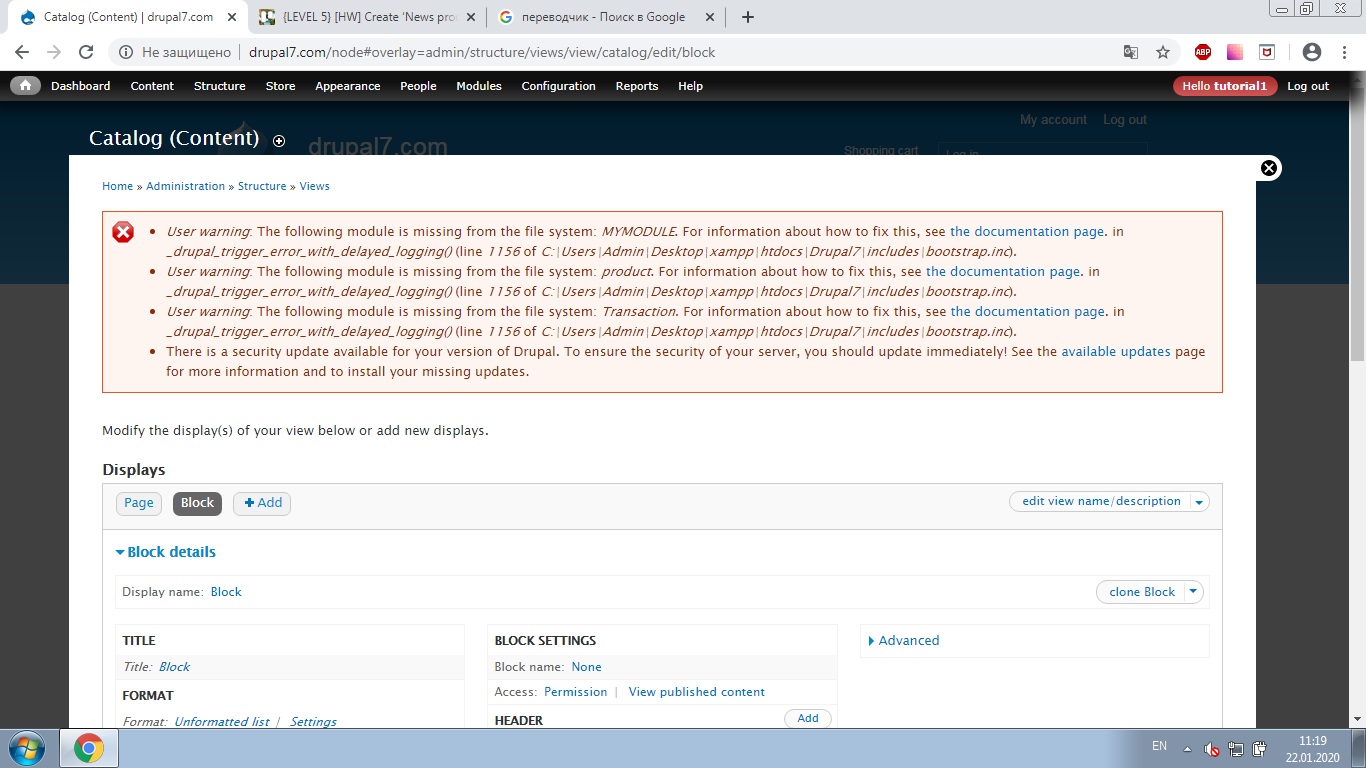 Catalog (Content) | drupal7.com
{LEVEL 5} [HW] Create 'News pro
переводчик - Поиск в Google
Не защищено | drupal7.com/node#overlay=admin/structure/views/view/catalog/edit/block
ABP
Dashboard Content Structure Store Appearance People Modules Configuration Reports Help Hello tutorial1 Log out
My account Log out
Catalog (Content)
drupal7.com
Shopping cart Log in
Home » Administration » Structure » Views
User warning: The following module is missing from the file system: MYMODULE. For information about how to fix this, see the documentation page. in
_drupal_trigger_error_with_delayed_logging() (line 1156 of C:\Users\Admin\Desktop\xampp\htdocs\Drupal7\includes\bootstrap.inc).
User warning: The following module is missing from the file system: product. For information about how to fix this, see the documentation page. in
_drupal_trigger_error_with_delayed_logging() (line 1156 of C:\Users\Admin\Desktop\xampp\htdocs\Drupal7\includes\bootstrap.inc).
User warning: The following module is missing from the file system: Transaction. For information about how to fix this, see the documentation page. in
_drupal_trigger_error_with_delayed_logging() (line 1156 of C:\Users\Admin\Desktop\xampp\htdocs\Drupal7\includes\bootstrap.inc).
There is a security update available for your version of Drupal. To ensure the security of your server, you should update immediately! See the available updates page
for more information and to install your missing updates.
Modify the display(s) of your view below or add new displays.
Displays
Page Block Add edit view name/description
Block details
Display name: Block clone Block
TITLE
Title: Block
FORMAT
Format: Unformatted list | Settings
BLOCK SETTINGS
Block name: None
Access: Permission | View published content
HEADER Add
Advanced
EN
11:19
22.01.2020